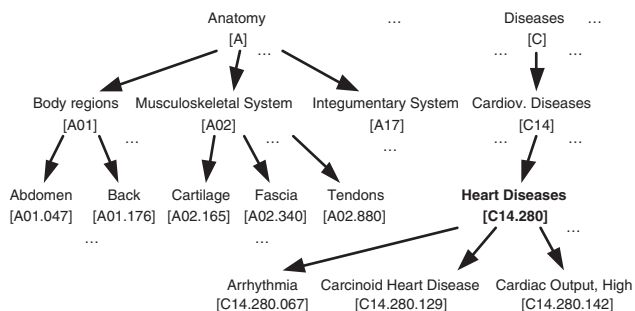 Anatomy ... Diseases ...
[A] ... ... [C] ...
Body regions Musculoskeletal System Integumentary System Cardiov. Diseases
[A01] ... [A02] ... [A17] [C14]
... ... ...
Abdomen Back Cartilage Fascia Tendons Heart Diseases
[A01.047] [A01.176] [A02.165] [A02.340] [A02.880] [C14.280]
... ... ...
Arrhythmia Carcinoid Heart Disease Cardiac Output, High
[C14.280.067] [C14.280.129] [C14.280.142]